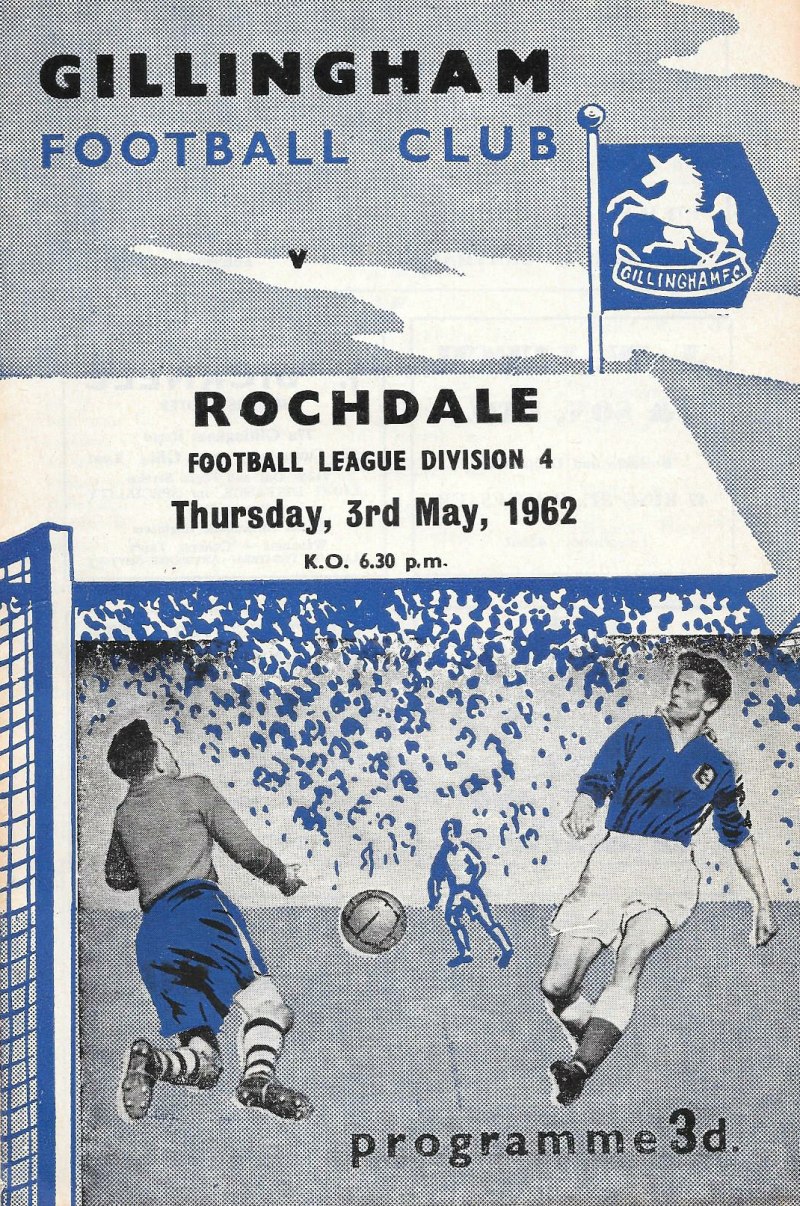 GILLINGHAM
FOOTBALL CLUB
v
GILLINGHAM F.C.
ROCHDALE
FOOTBALL LEAGUE DIVISION 4
Thursday, 3rd May, 1962
K.O. 6.30 p.m.
programme 3d.